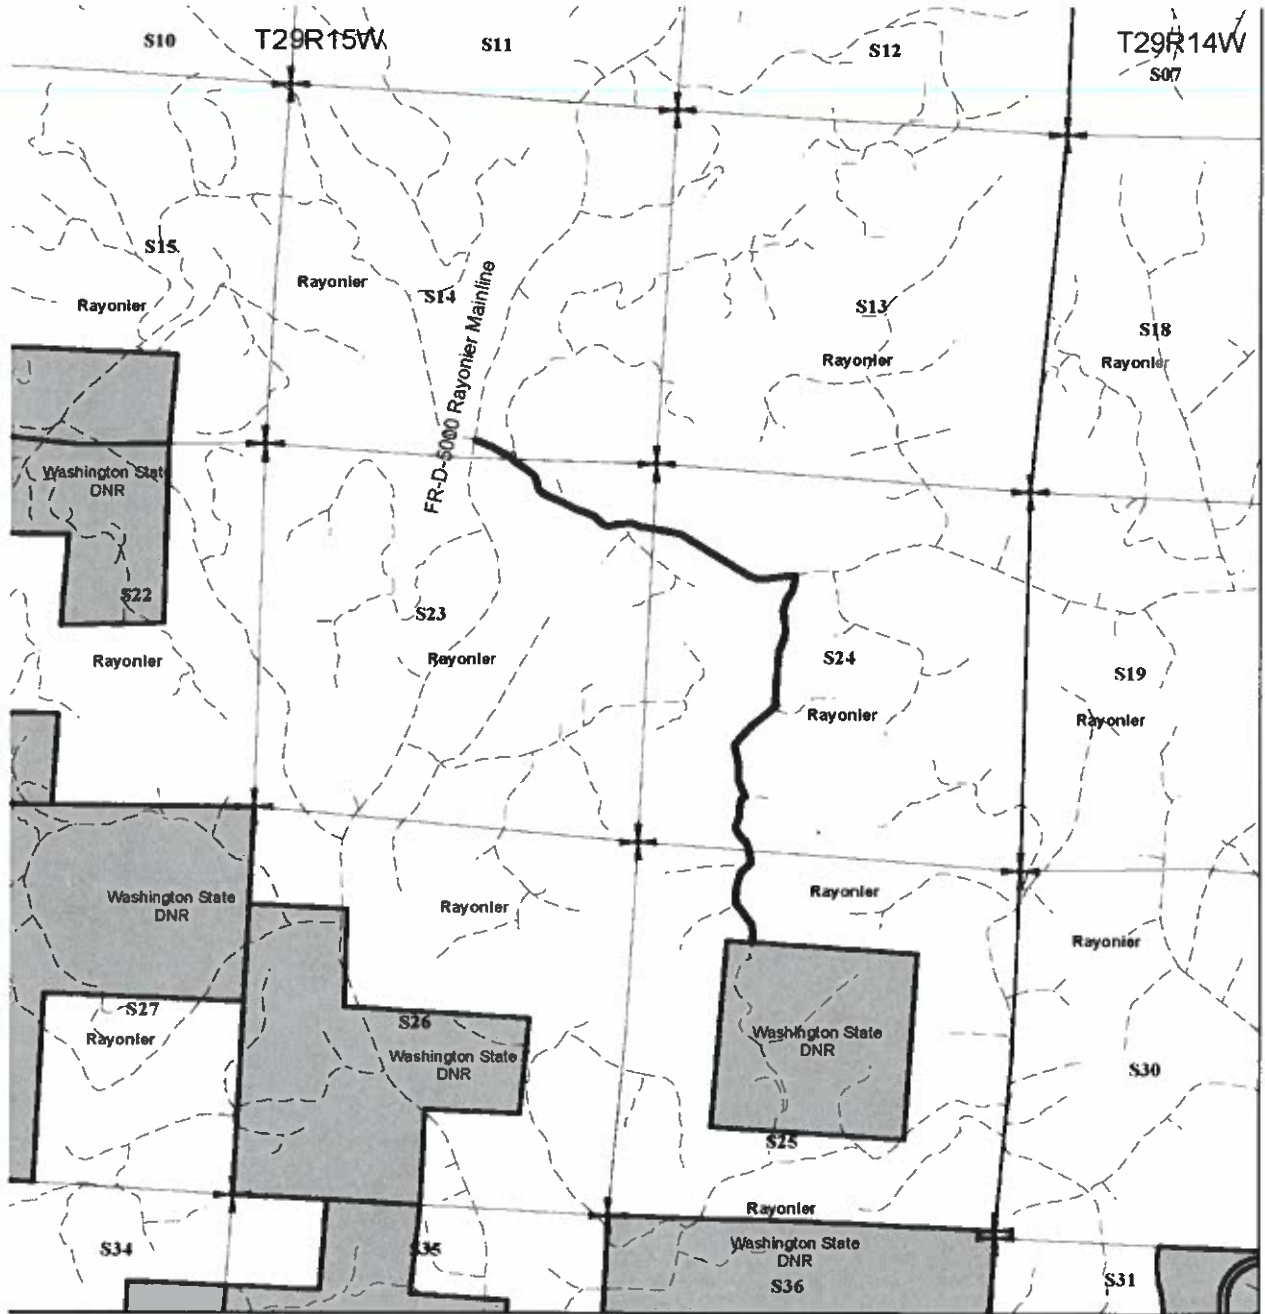 S10
T29R15W
S11
S12
T29R14W
S07
S15
Rayonier
Rayonier
S14
FR-D-5000 Rayonier Mainline
S13
Rayonier
S18
Rayonier
Washington State
DNR
S22
Rayonier
S23
Rayonier
S24
Rayonier
S19
Rayonier
Washington State
DNR
Rayonier
Rayonier
Rayonier
S27
Rayonier
S26
Washington State
DNR
Washington State
DNR
S30
S25
Rayonier
S34
S35
Washington State
DNR
S36
S31